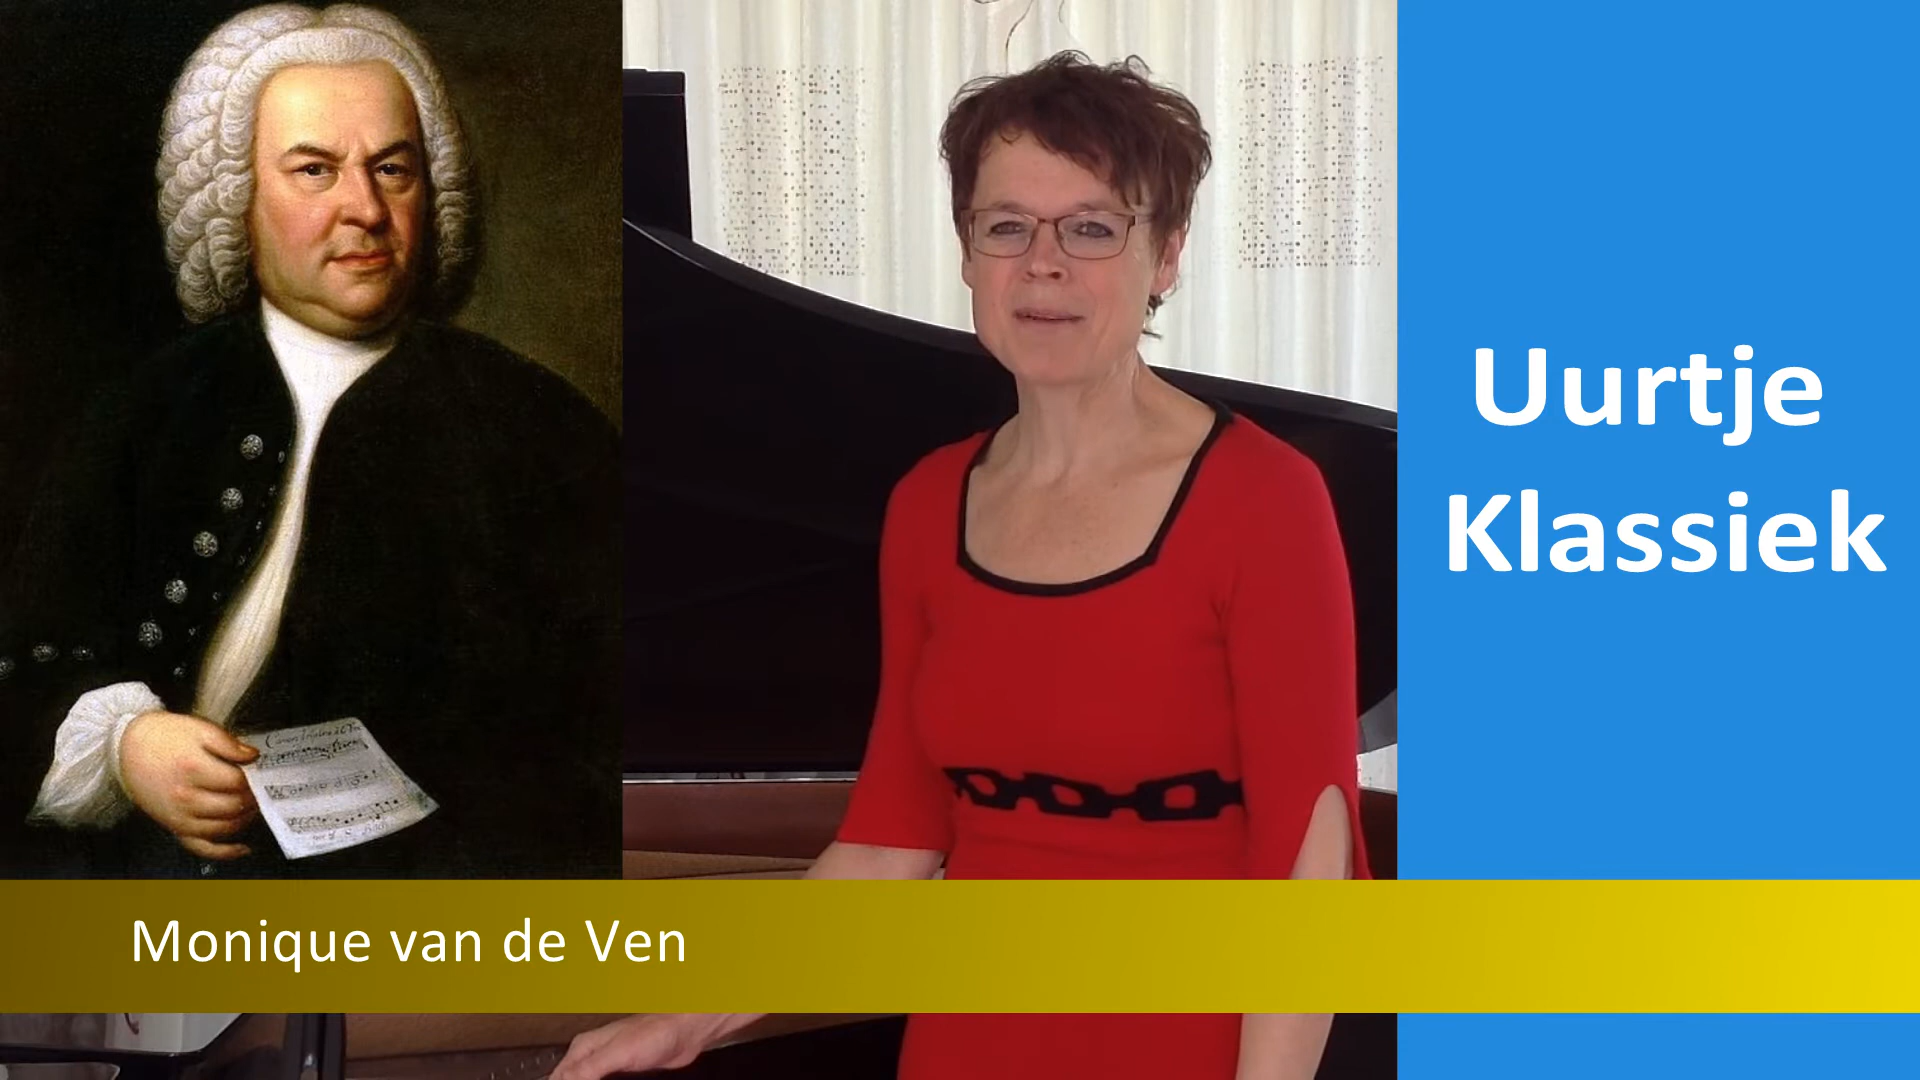 Uurtje
Klassiek
Monique van de Ven